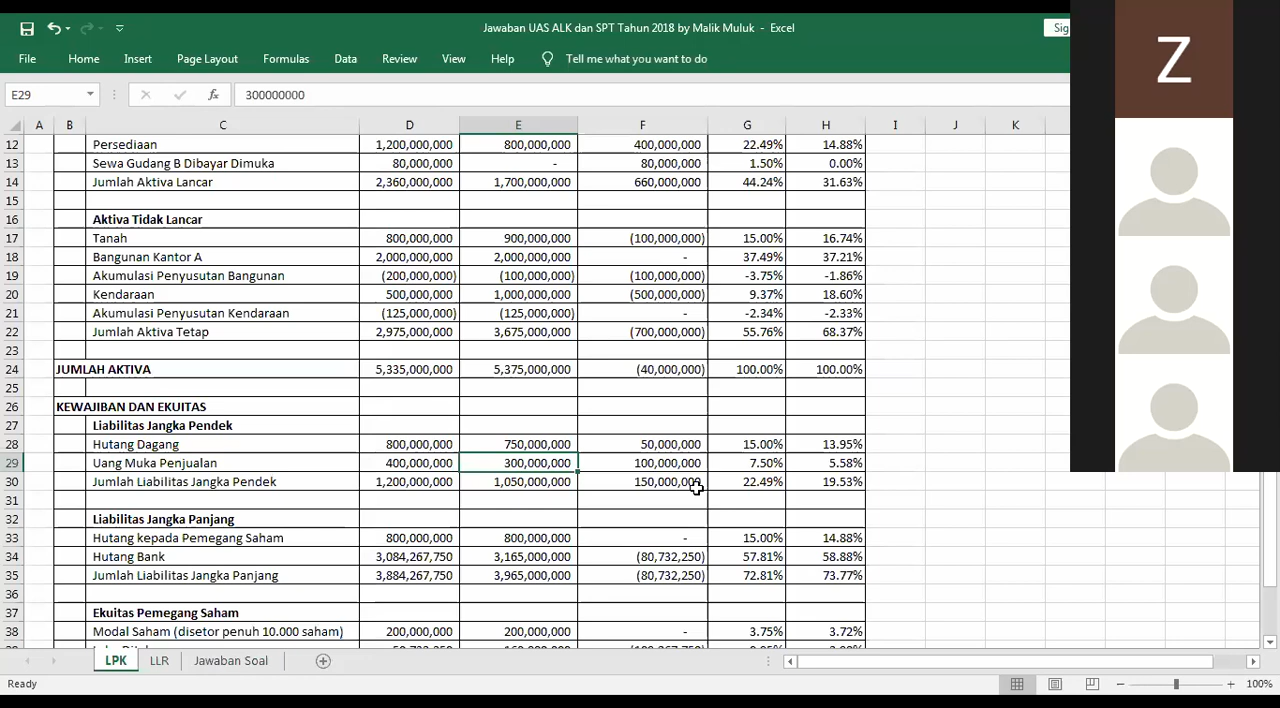 Jawaban UAS ALK dan SPT Tahun 2018 by Malik Muluk - Excel
Sig
File Home Insert Page Layout Formulas Data Review View Help Tell me what you want to do
E29 fx 300000000
A B C D E F G H I J K
12 Persediaan 1,200,000,000 800,000,000 400,000,000 22.49% 14.88%
13 Sewa Gudang B Dibayar Dimuka 80,000,000 - 80,000,000 1.50% 0.00%
14 Jumlah Aktiva Lancar 2,360,000,000 1,700,000,000 660,000,000 44.24% 31.63%
15
16 Aktiva Tidak Lancar
17 Tanah 800,000,000 900,000,000 (100,000,000) 15.00% 16.74%
18 Bangunan Kantor A 2,000,000,000 2,000,000,000 - 37.49% 37.21%
19 Akumulasi Penyusutan Bangunan (200,000,000) (100,000,000) (100,000,000) -3.75% -1.86%
20 Kendaraan 500,000,000 1,000,000,000 (500,000,000) 9.37% 18.60%
21 Akumulasi Penyusutan Kendaraan (125,000,000) (125,000,000) - -2.34% -2.33%
22 Jumlah Aktiva Tetap 2,975,000,000 3,675,000,000 (700,000,000) 55.76% 68.37%
23
24 JUMLAH AKTIVA 5,335,000,000 5,375,000,000 (40,000,000) 100.00% 100.00%
25
26 KEWAJIBAN DAN EKUITAS
27 Liabilitas Jangka Pendek
28 Hutang Dagang 800,000,000 750,000,000 50,000,000 15.00% 13.95%
29 Uang Muka Penjualan 400,000,000 300,000,000 100,000,000 7.50% 5.58%
30 Jumlah Liabilitas Jangka Pendek 1,200,000,000 1,050,000,000 150,000,000 22.49% 19.53%
31
32 Liabilitas Jangka Panjang
33 Hutang kepada Pemegang Saham 800,000,000 800,000,000 - 15.00% 14.88%
34 Hutang Bank 3,084,267,750 3,165,000,000 (80,732,250) 57.81% 58.88%
35 Jumlah Liabilitas Jangka Panjang 3,884,267,750 3,965,000,000 (80,732,250) 72.81% 73.77%
36
37 Ekuitas Pemegang Saham
38 Modal Saham (disetor penuh 10.000 saham) 200,000,000 200,000,000 - 3.75% 3.72%
LPK LLR Jawaban Soal
Ready 100%
Z